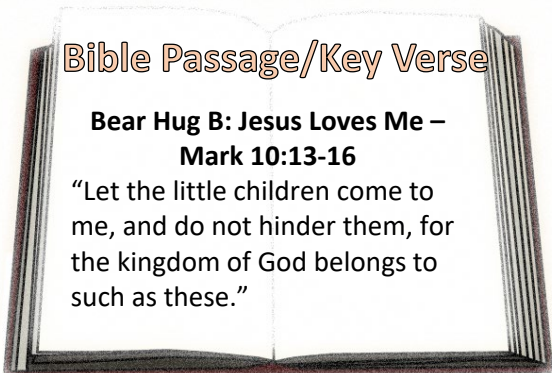 Bible Passage/Key Verse
Bear Hug B: Jesus Loves Me –
Mark 10:13-16
“Let the little children come to
me, and do not hinder them, for
the kingdom of God belongs to
such as these.”